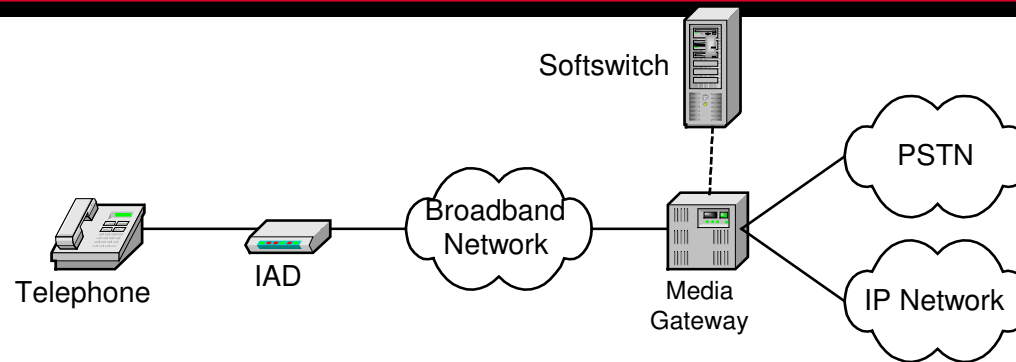 Softswitch
PSTN
Broadband
Network
Telephone
IAD
Media
Gateway
IP Network